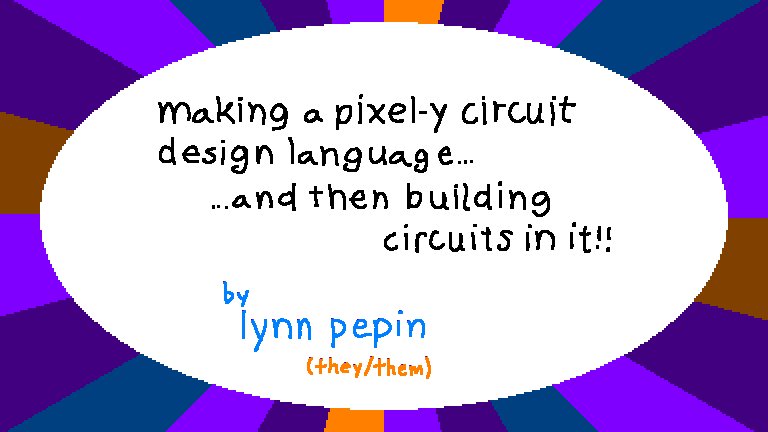 making a pixel-y circuit
design language...
...and then building
circuits in it!!
by
lynn pepin
(they/them)